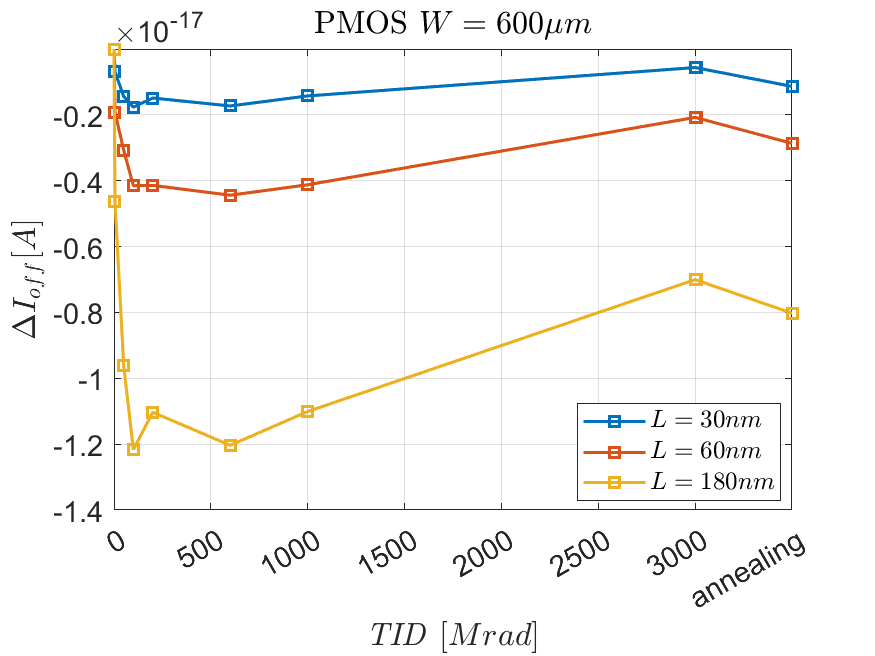 ×10⁻¹⁷
PMOS W = 600μm
-0.2
-0.4
-0.6
-0.8
-1
-1.2
-1.4
ΔI_off[A]
L = 30nm
L = 60nm
L = 180nm
0
500
1000
1500
2000
2500
3000
annealing
TID [Mrad]